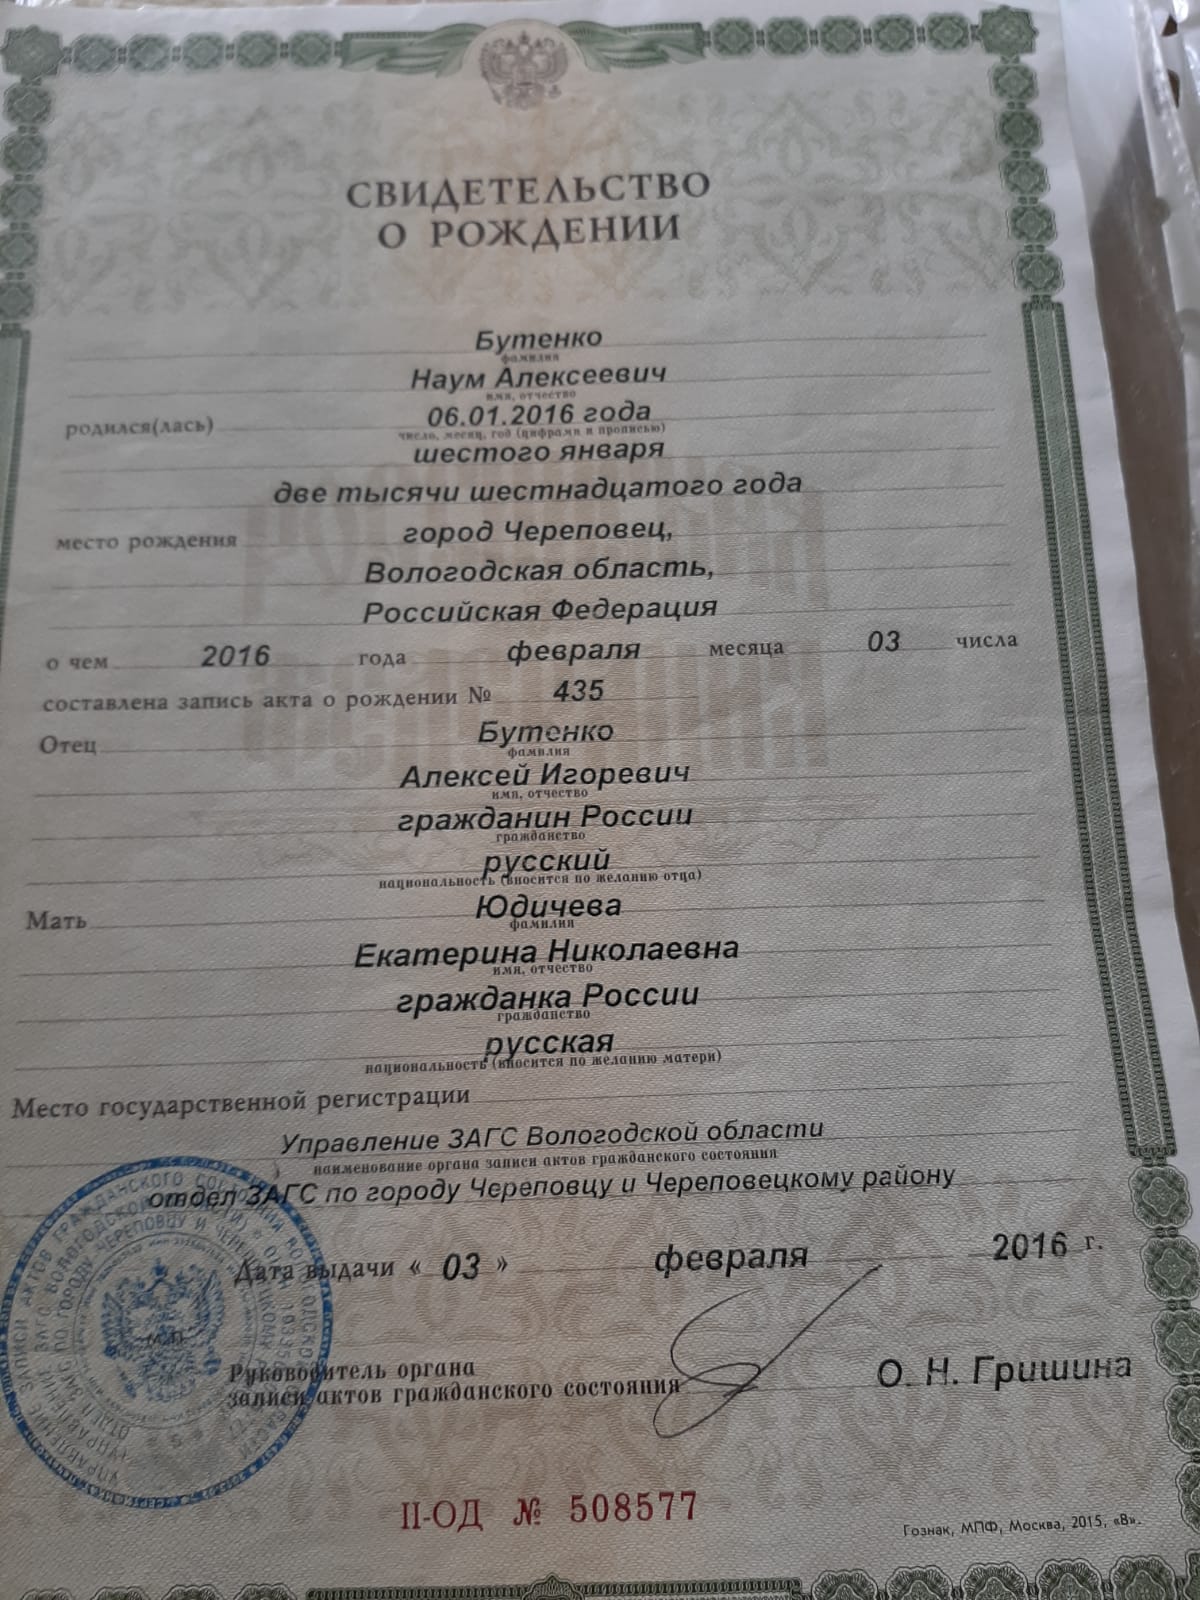 СВИДЕТЕЛЬСТВО
О РОЖДЕНИИ
Бутенко
фамилия
Наум Алексеевич
имя, отчество
родился(лась) 06.01.2016 года
число, месяц, год (цифрами и прописью)
шестого января
две тысячи шестнадцатого года
место рождения город Череповец,
Вологодская область,
Российская Федерация
о чем 2016 года февраля месяца 03 числа
составлена запись акта о рождении № 435
Отец Бутенко
фамилия
Алексей Игоревич
имя, отчество
гражданин России
гражданство
русский
национальность (вносится по желанию отца)
Мать Юдичева
фамилия
Екатерина Николаевна
имя, отчество
гражданка России
гражданство
русская
национальность (вносится по желанию матери)
Место государственной регистрации
Управление ЗАГС Вологодской области
наименование органа записи актов гражданского состояния
отдел ЗАГС по городу Череповцу и Череповецкому району
Дата выдачи « 03 » февраля 2016 г.
М.П.
Руководитель органа
записи актов гражданского состояния О. Н. Гришина
II-ОД № 508577
Гознак, МПФ, Москва, 2015, «В».